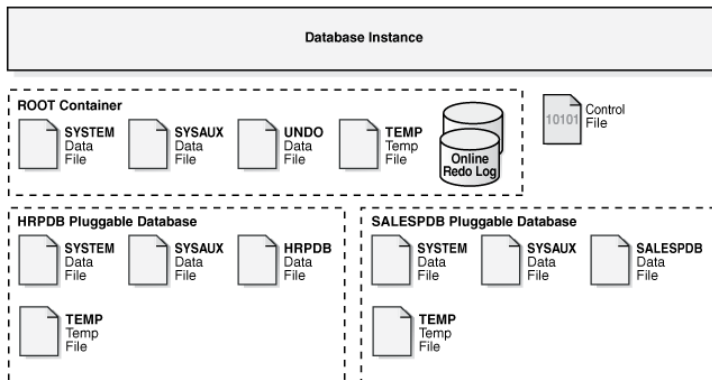 Database Instance
ROOT Container
SYSTEM
Data
File
SYSAUX
Data
File
UNDO
Data
File
TEMP
Temp
File
Online
Redo Log
10101
Control
File
HRPDB Pluggable Database
SYSTEM
Data
File
SYSAUX
Data
File
HRPDB
Data
File
TEMP
Temp
File
SALESPDB Pluggable Database
SYSTEM
Data
File
SYSAUX
Data
File
SALESPDB
Data
File
TEMP
Temp
File